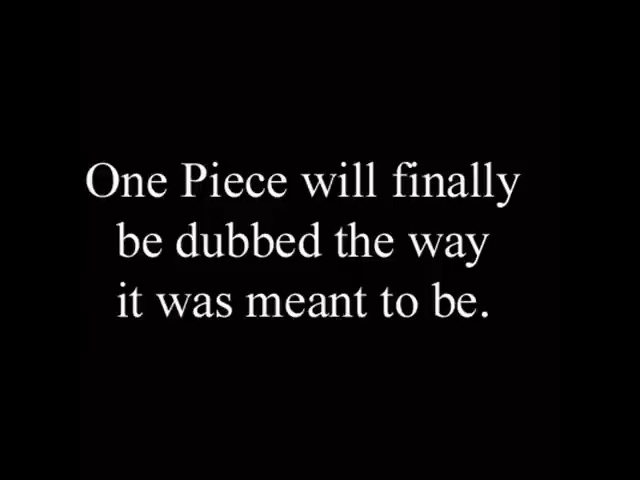 One Piece will finally
be dubbed the way
it was meant to be.